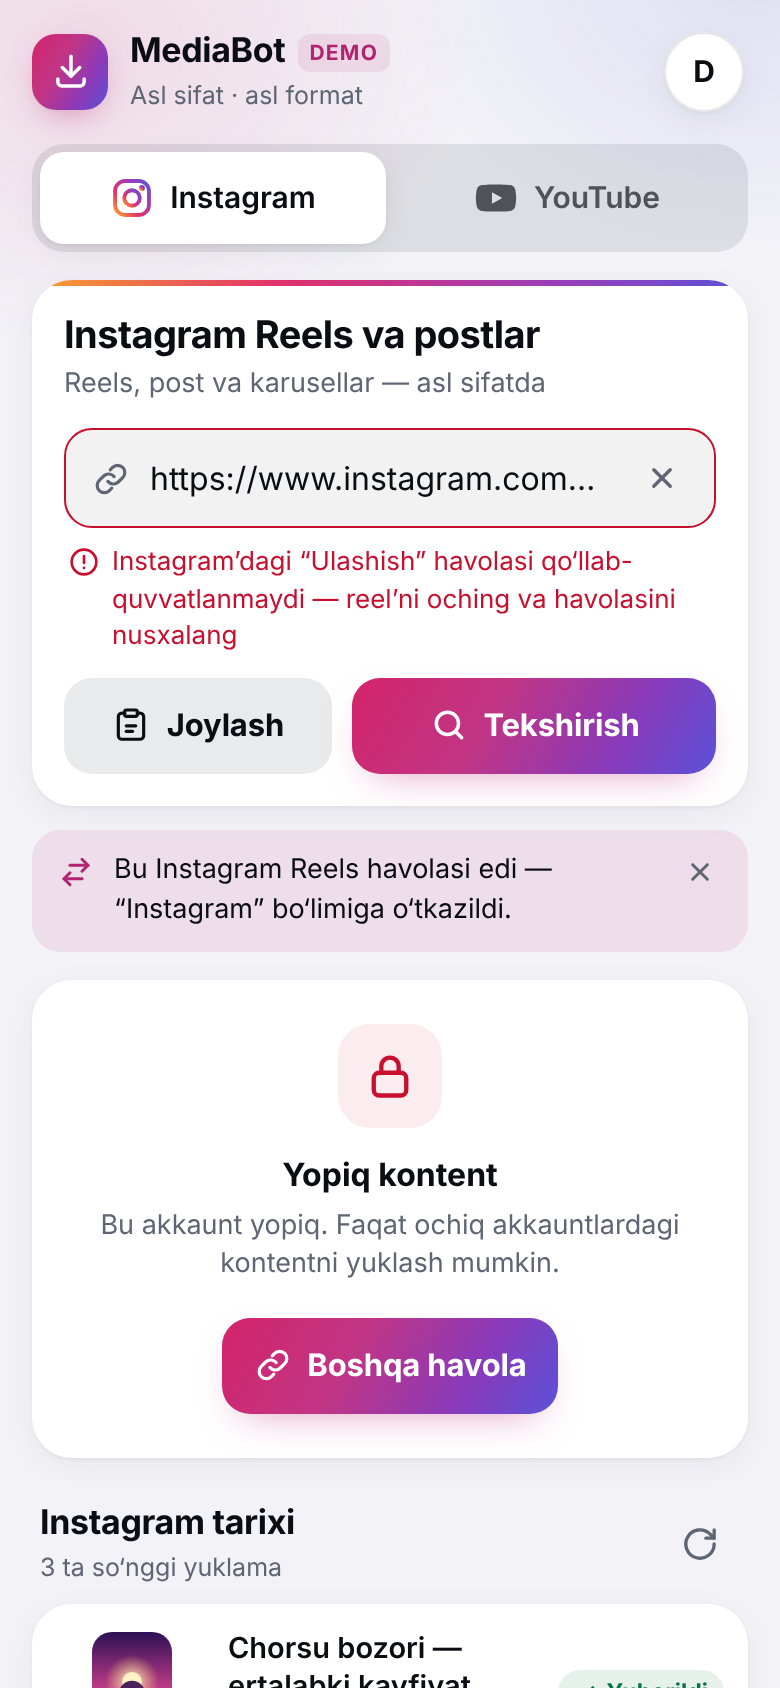 MediaBot DEMO
Asl sifat · asl format
D
Instagram
YouTube
Instagram Reels va postlar
Reels, post va karusellar — asl sifatda
https://www.instagram.com...
Instagram’dagi “Ulashish” havolasi qo‘llab-
quvvatlanmaydi — reel’ni oching va havolasini
nusxalang
Joylash
Tekshirish
Bu Instagram Reels havolasi edi —
“Instagram” bo‘limiga o‘tkazildi.
Yopiq kontent
Bu akkaunt yopiq. Faqat ochiq akkauntlardagi
kontentni yuklash mumkin.
Boshqa havola
Instagram tarixi
3 ta so‘nggi yuklama
Chorsu bozori —
ertalabki kayfiyat